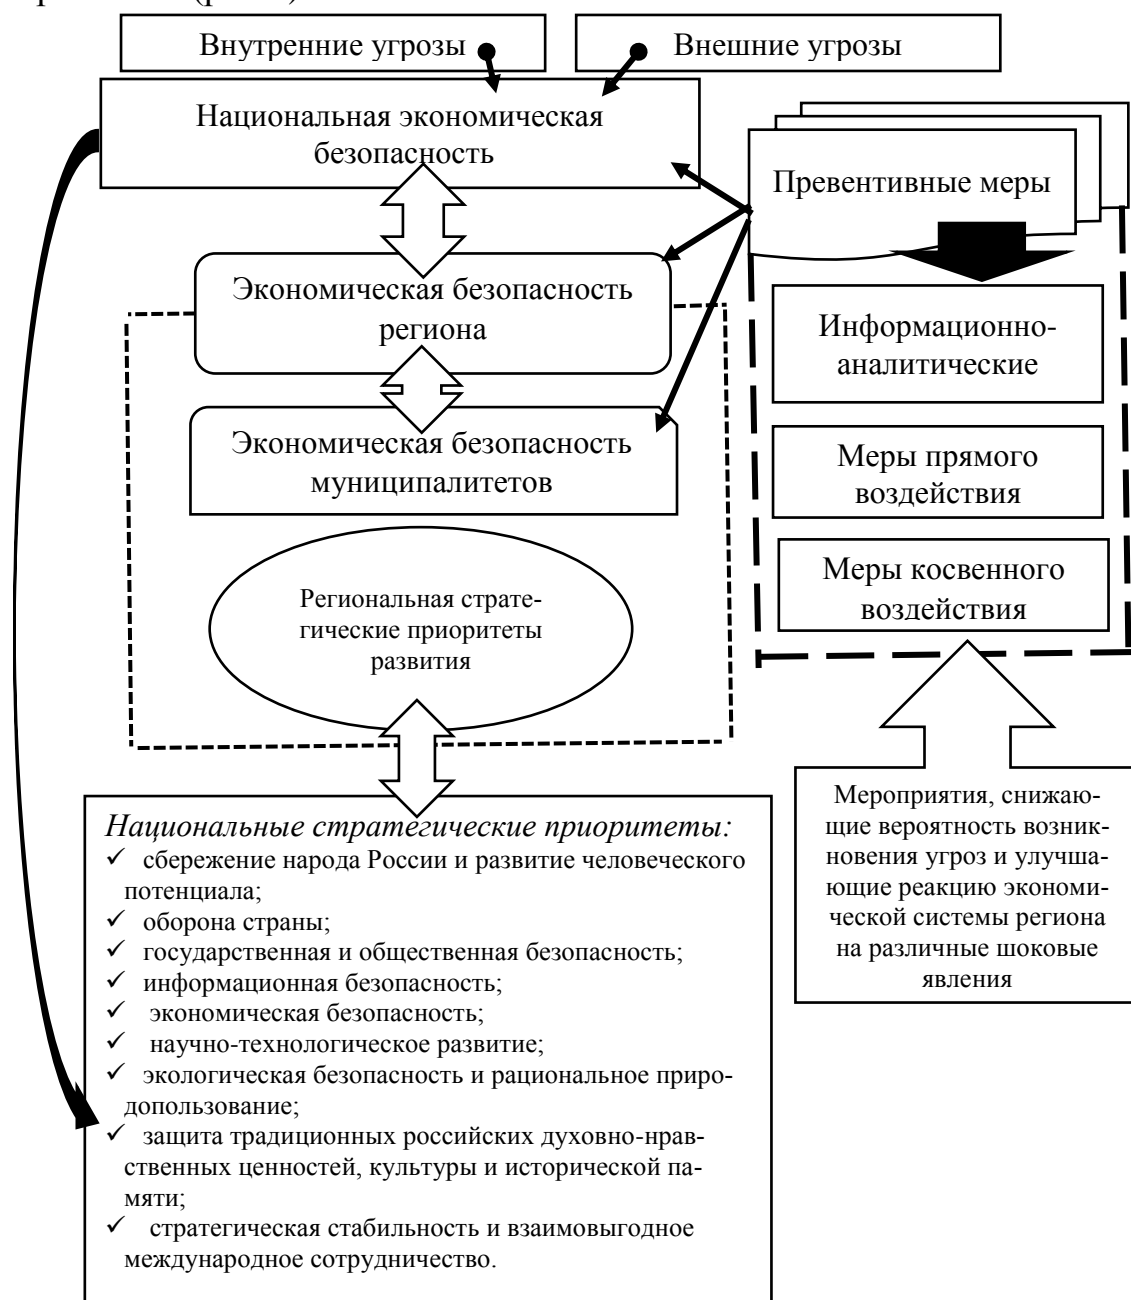 Внутренние угрозы
Внешние угрозы
Национальная экономическая
безопасность
Превентивные меры
Экономическая безопасность
региона
Информационно-
аналитические
Экономическая безопасность
муниципалитетов
Меры прямого
воздействия
Меры косвенного
воздействия
Региональная страте-
гические приоритеты
развития
Мероприятия, снижаю-
щие вероятность возник-
новения угроз и улучша-
ющие реакцию экономи-
ческой системы региона
на различные шоковые
явления
Национальные стратегические приоритеты:
✓ сбережение народа России и развитие человеческого
потенциала;
✓ оборона страны;
✓ государственная и общественная безопасность;
✓ информационная безопасность;
✓ экономическая безопасность;
✓ научно-технологическое развитие;
✓ экологическая безопасность и рациональное приро-
допользование;
✓ защита традиционных российских духовно-нрав-
ственных ценностей, культуры и исторической па-
мяти;
✓ стратегическая стабильность и взаимовыгодное
международное сотрудничество.